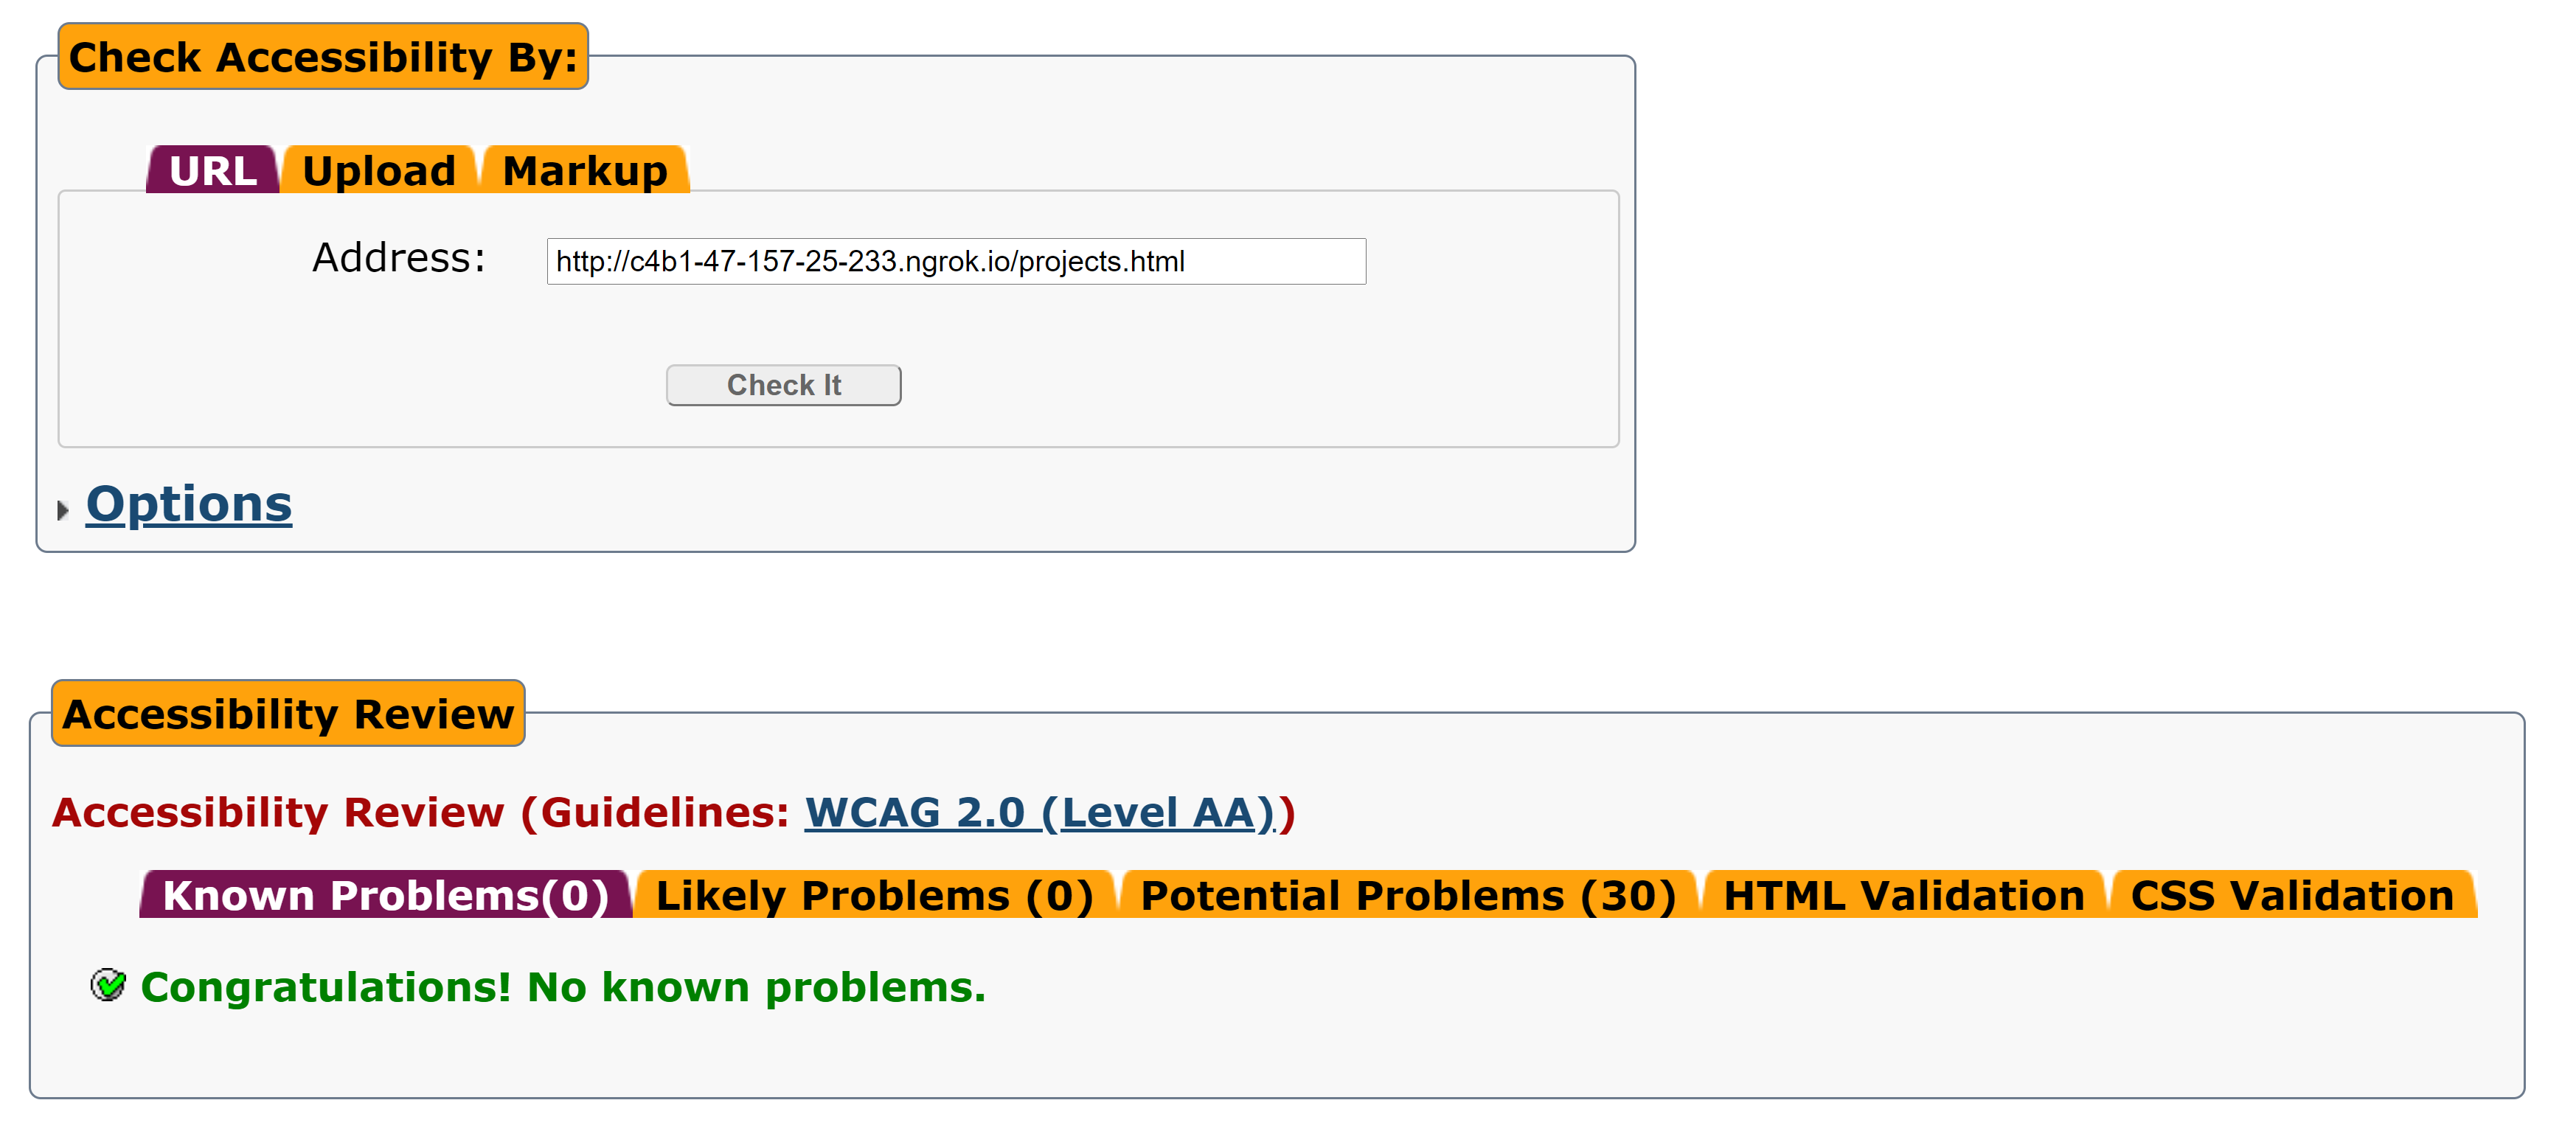 Check Accessibility By:
URL Upload Markup
Address: http://c4b1-47-157-25-233.ngrok.io/projects.html
Check It
Options
Accessibility Review
Accessibility Review (Guidelines: WCAG 2.0 (Level AA))
Known Problems(0) Likely Problems (0) Potential Problems (30) HTML Validation CSS Validation
Congratulations! No known problems.